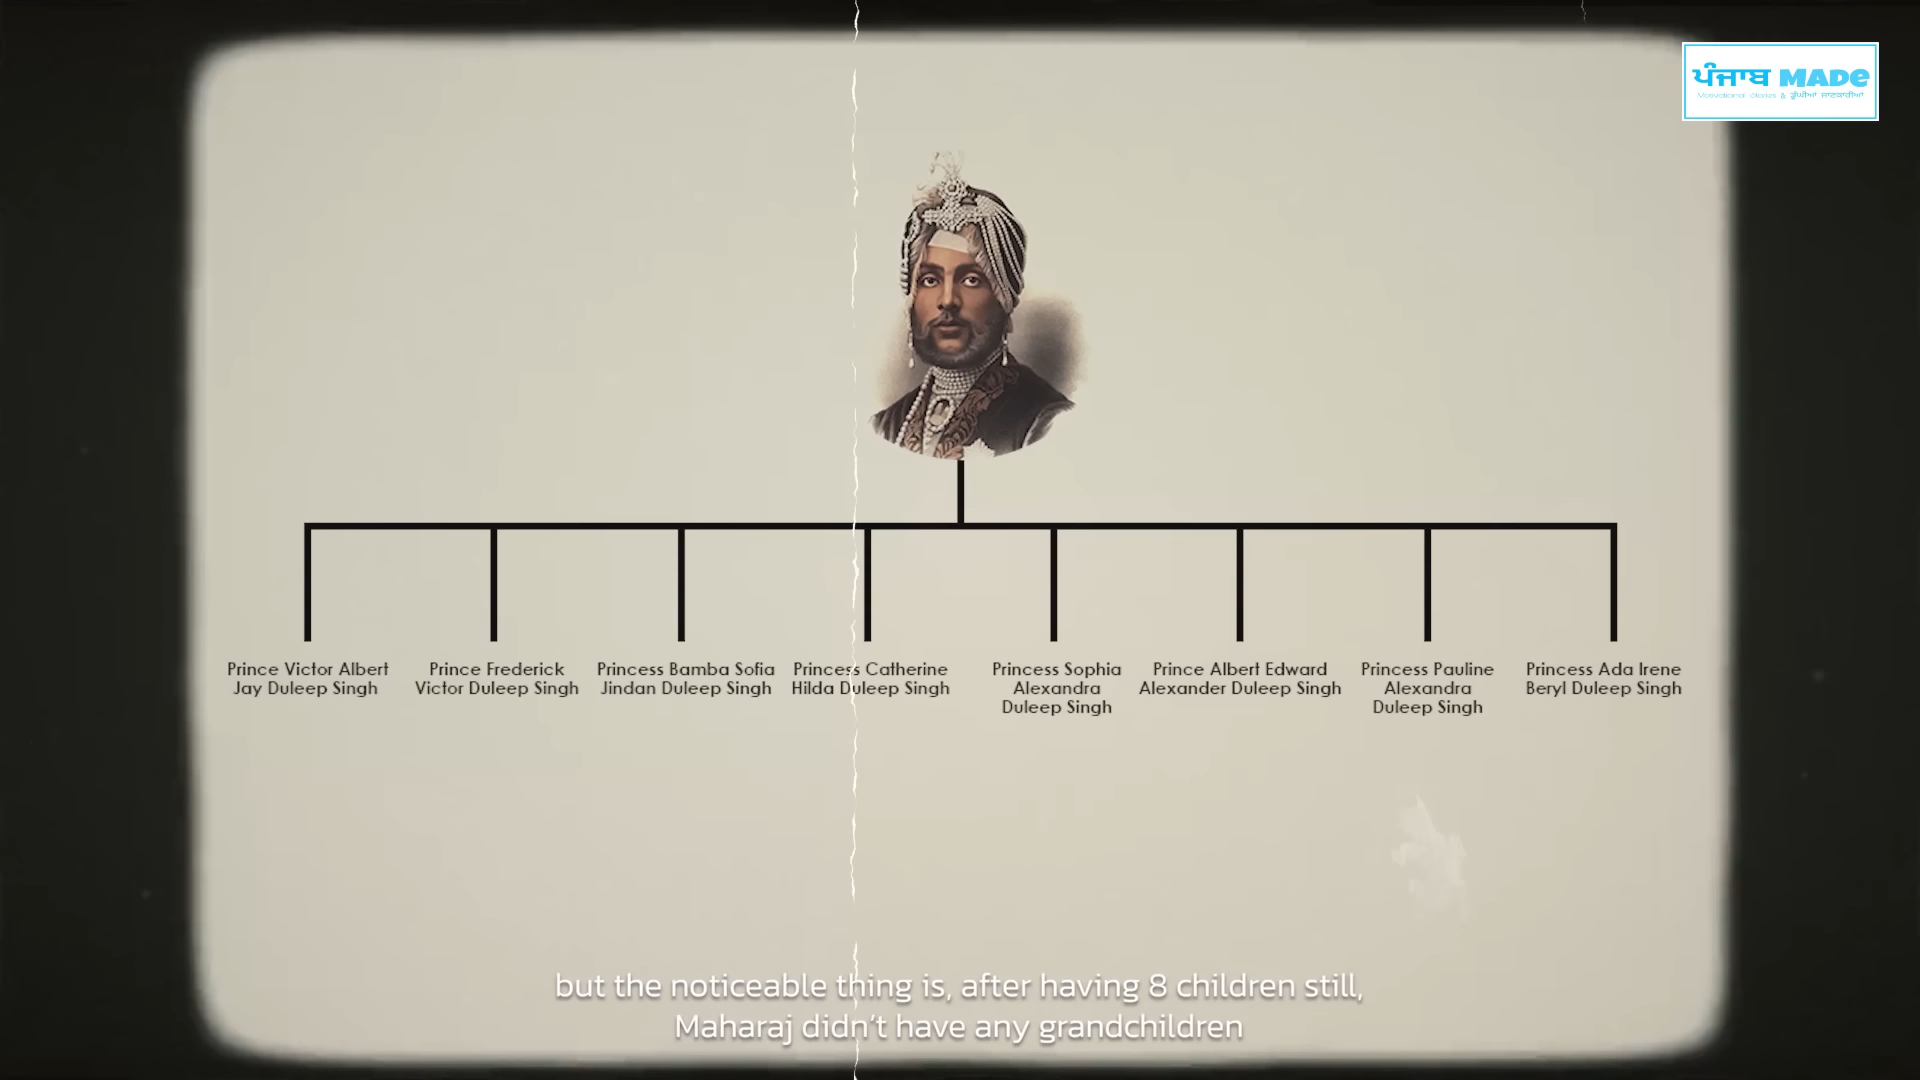 ਪੰਜਾਬ MADe
Motivational stories & ਡੂੰਘੀਆਂ ਜਾਣਕਾਰੀਆਂ
Prince Victor Albert
Jay Duleep Singh
Prince Frederick
Victor Duleep Singh
Princess Bamba Sofia
Jindan Duleep Singh
Princess Catherine
Hilda Duleep Singh
Princess Sophia
Alexandra
Duleep Singh
Prince Albert Edward
Alexander Duleep Singh
Princess Pauline
Alexandra
Duleep Singh
Princess Ada Irene
Beryl Duleep Singh
but the noticeable thing is, after having 8 children still,
Maharaj didn't have any grandchildren